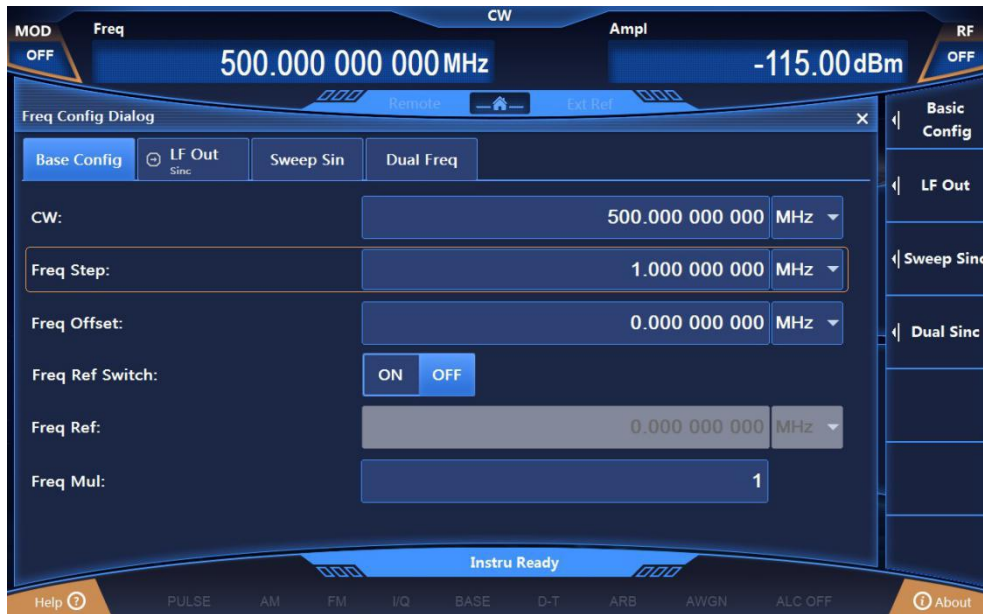 CW
MOD
OFF
Freq
500.000 000 000 MHz
Ampl
-115.00 dBm
RF
OFF
Remote
Ext Ref
Freq Config Dialog
×
Base Config
LF Out
Sinc
Sweep Sin
Dual Freq
CW:
500.000 000 000 MHz
Freq Step:
1.000 000 000 MHz
Freq Offset:
0.000 000 000 MHz
Freq Ref Switch:
ON OFF
Freq Ref:
0.000 000 000 MHz
Freq Mul:
1
Basic
Config
LF Out
Sweep Sinc
Dual Sinc
Instru Ready
Help ?
PULSE AM FM I/Q BASE D-T ARB AWGN ALC OFF
i About